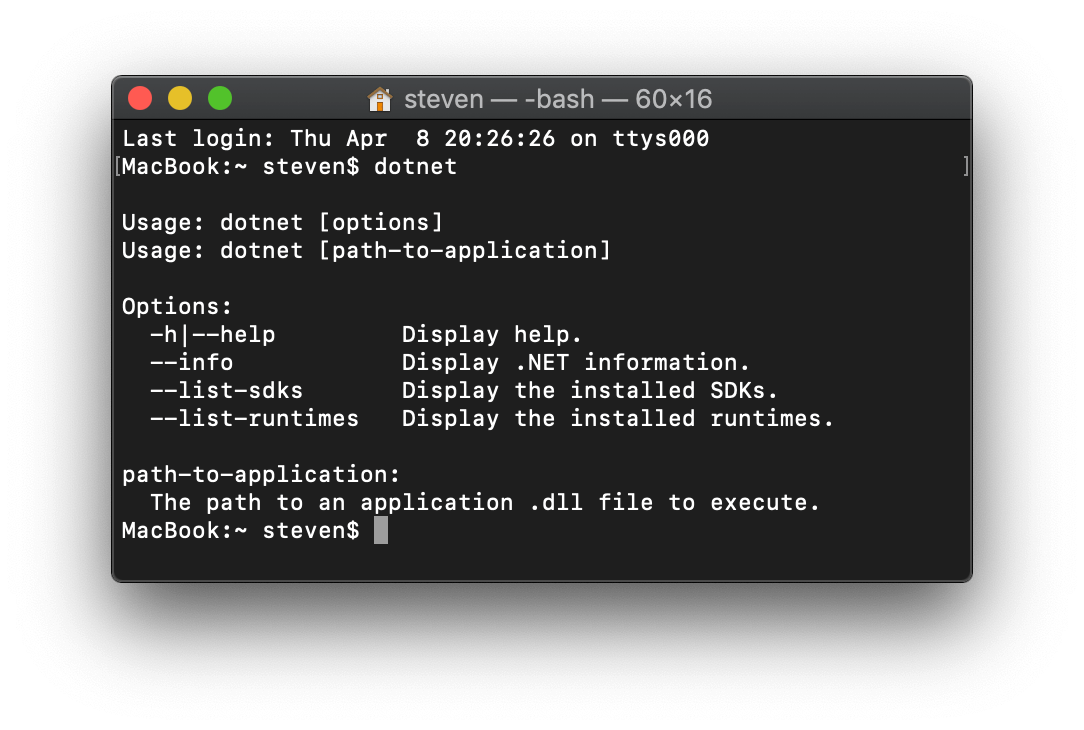 steven — -bash — 60×16
Last login: Thu Apr  8 20:26:26 on ttys000
[MacBook:~ steven$ dotnet ]
Usage: dotnet [options]
Usage: dotnet [path-to-application]
Options:
  -h|--help         Display help.
  --info            Display .NET information.
  --list-sdks       Display the installed SDKs.
  --list-runtimes   Display the installed runtimes.
path-to-application:
  The path to an application .dll file to execute.
MacBook:~ steven$